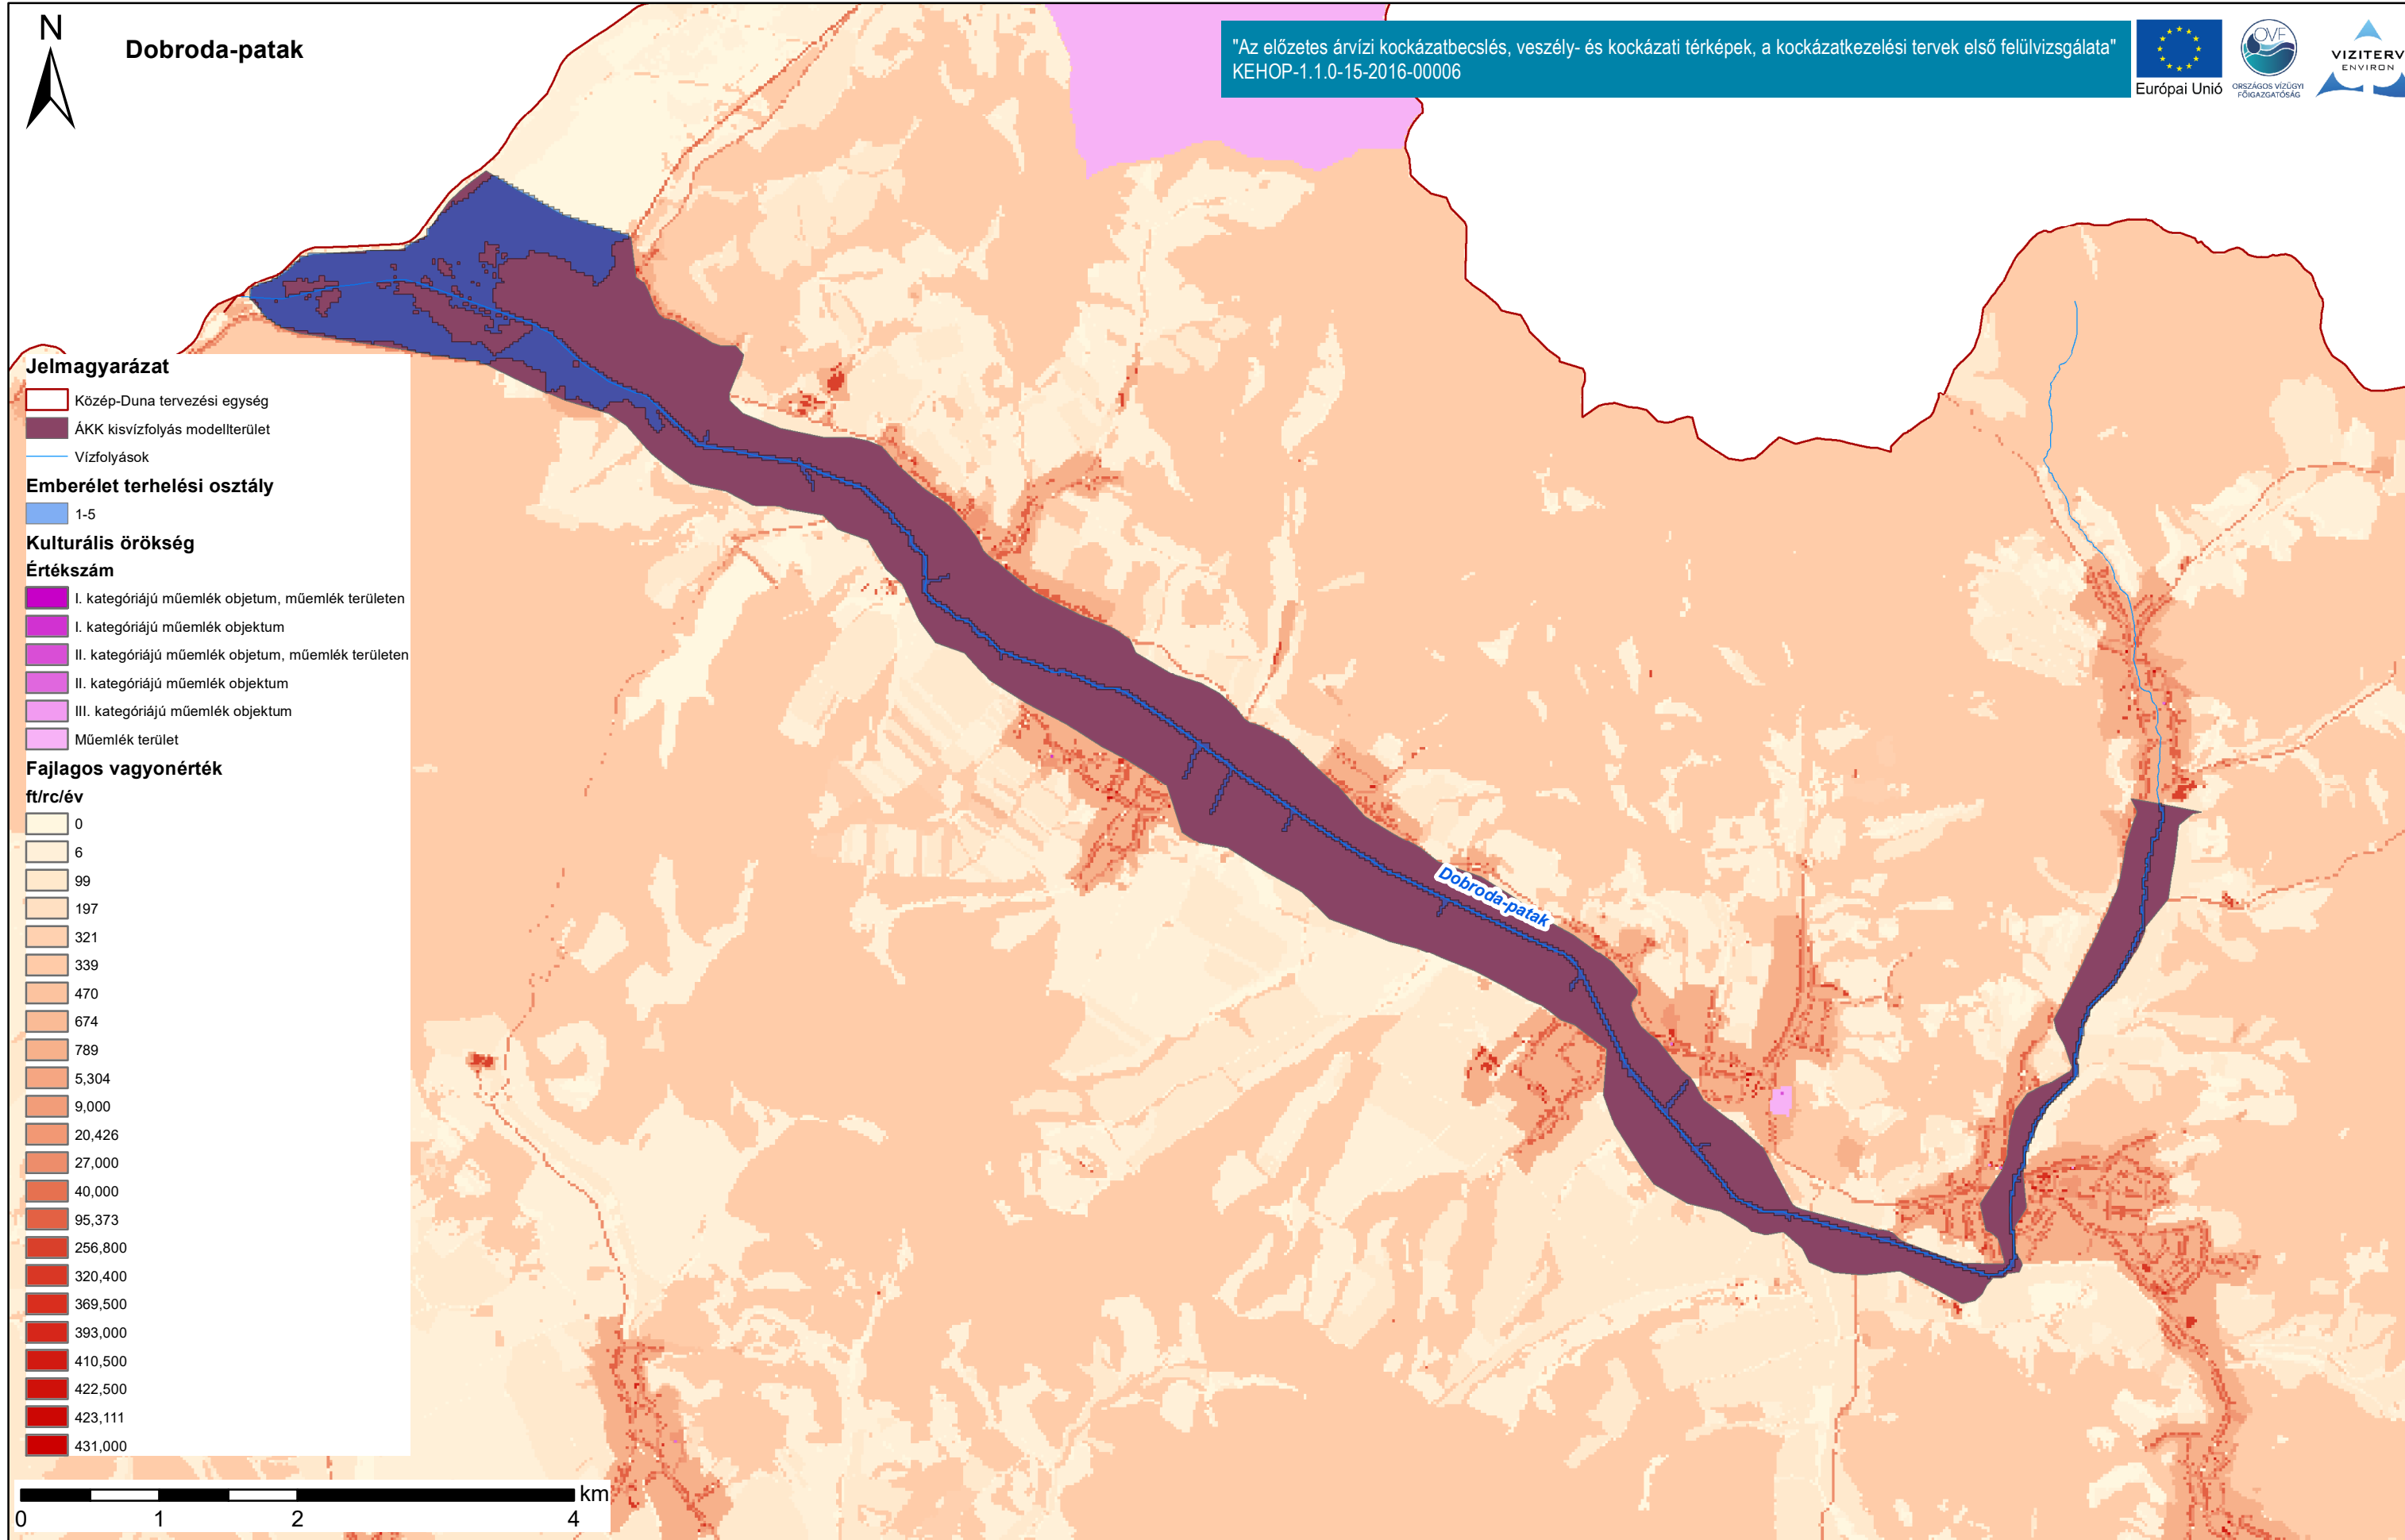 N
Dobroda-patak
"Az előzetes árvízi kockázatbecslés, veszély- és kockázati térképek, a kockázatkezelési tervek első felülvizsgálata"
KEHOP-1.1.0-15-2016-00006
Európai Unió
OVF
ORSZÁGOS VÍZÜGYI
FŐIGAZGATÓSÁG
VIZITERV
ENVIRON
Jelmagyarázat
Közép-Duna tervezési egység
ÁKK kisvízfolyás modellterület
Vízfolyások
Emberélet terhelési osztály
1-5
Kulturális örökség
Értékszám
I. kategóriájú műemlék objetum, műemlék területen
I. kategóriájú műemlék objektum
II. kategóriájú műemlék objetum, műemlék területen
II. kategóriájú műemlék objektum
III. kategóriájú műemlék objektum
Műemlék terület
Fajlagos vagyonérték
ft/rc/év
0
6
99
197
321
339
470
674
789
5,304
9,000
20,426
27,000
40,000
95,373
256,800
320,400
369,500
393,000
410,500
422,500
423,111
431,000
Dobroda-patak
km
0 1 2 4